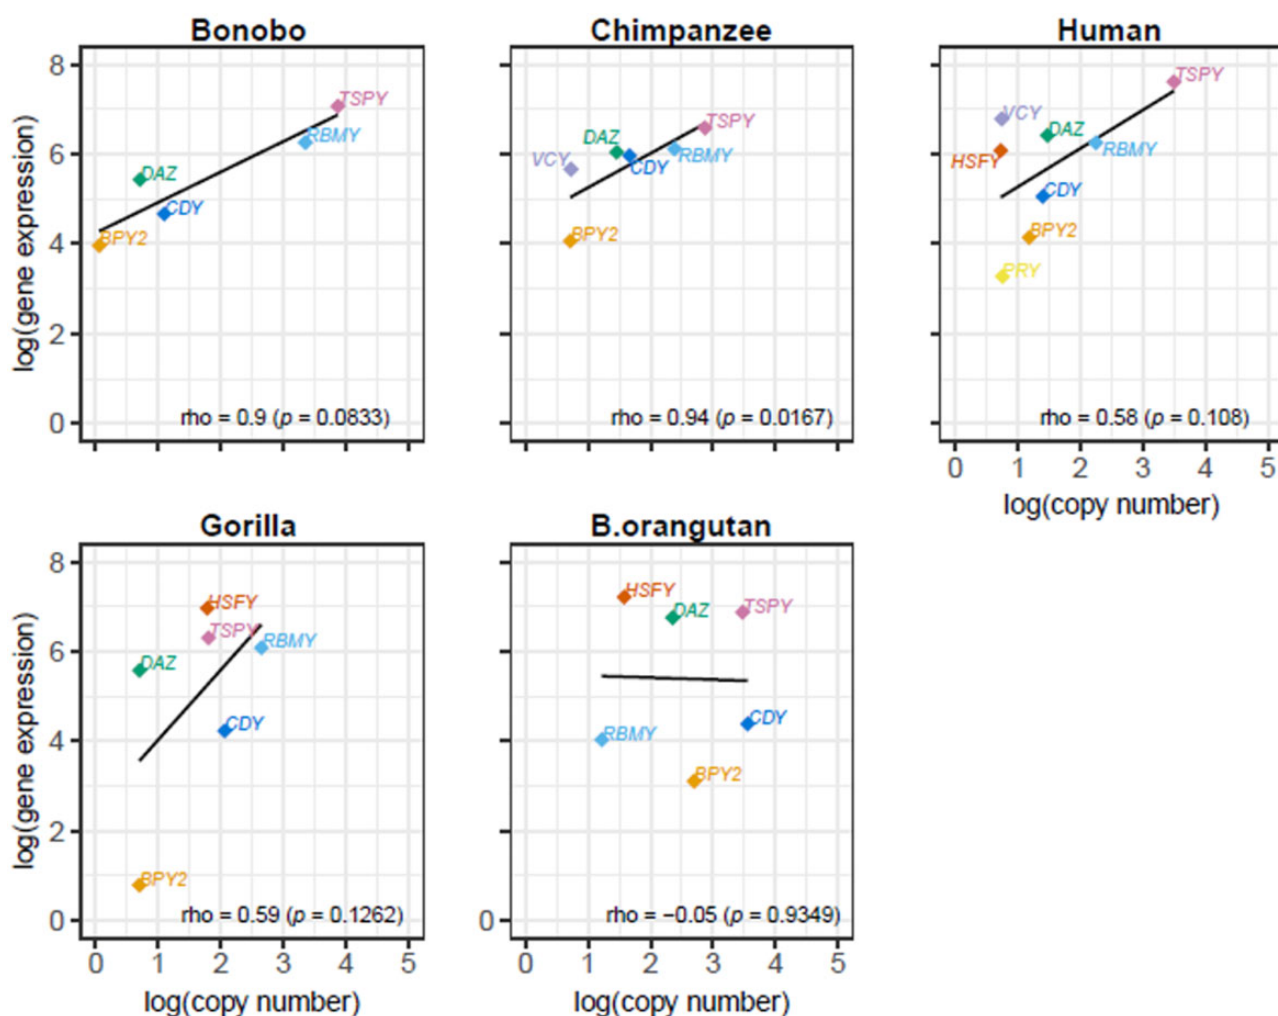 Bonobo
Chimpanzee
Human
log(gene expression)
8
6
4
2
0
TSPY
RBMY
DAZ
CDY
BPY2
rho = 0.9 (p = 0.0833)
TSPY
DAZ
VCY
CDY
RBMY
BPY2
rho = 0.94 (p = 0.0167)
TSPY
VCY
DAZ
HSFY
RBMY
CDY
BPY2
PRY
rho = 0.58 (p = 0.108)
0 1 2 3 4 5
log(copy number)
Gorilla
B.orangutan
log(gene expression)
8
6
4
2
0
HSFY
TSPY
RBMY
DAZ
CDY
BPY2
rho = 0.59 (p = 0.1262)
0 1 2 3 4 5
log(copy number)
0
HSFY
DAZ
TSPY
RBMY
CDY
BPY2
rho = −0.05 (p = 0.9349)
0 1 2 3 4 5
log(copy number)